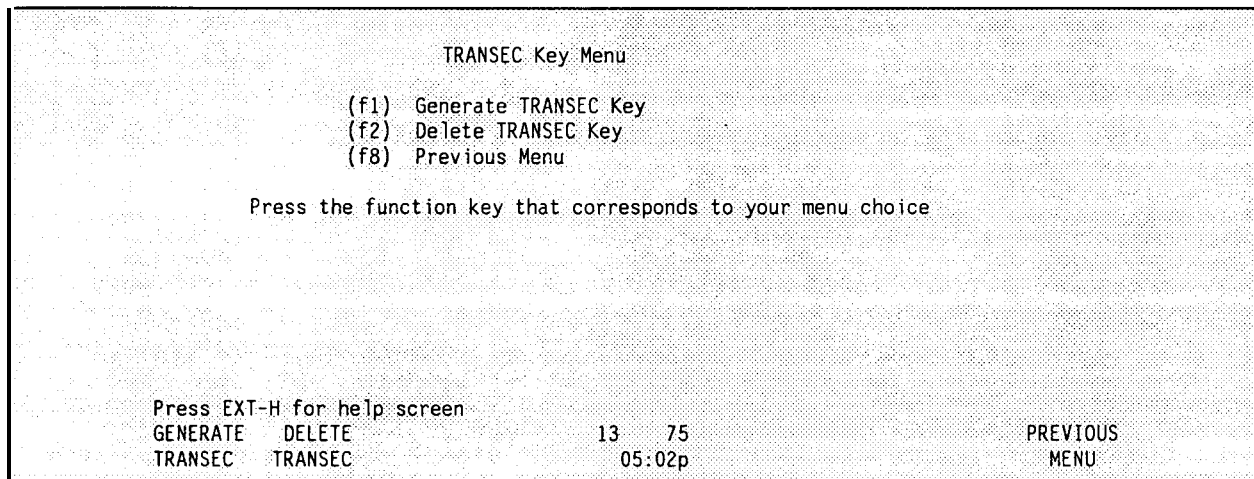 TRANSEC Key Menu
(f1) Generate TRANSEC Key
(f2) Delete TRANSEC Key
(f8) Previous Menu
Press the function key that corresponds to your menu choice
Press EXT-H for help screen
GENERATE DELETE 13 75 PREVIOUS
TRANSEC TRANSEC 05:02p MENU